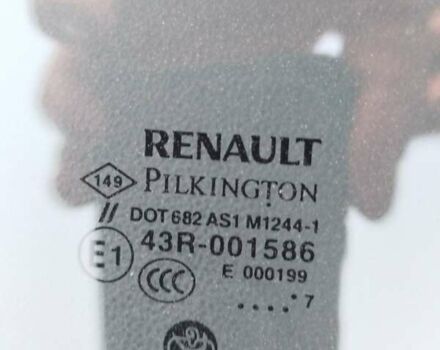 RENAULT
149 PILKINGTON
// DOT 682 AS1 M1244-1
E1 43R-001586
CCC E 000199
....· 7